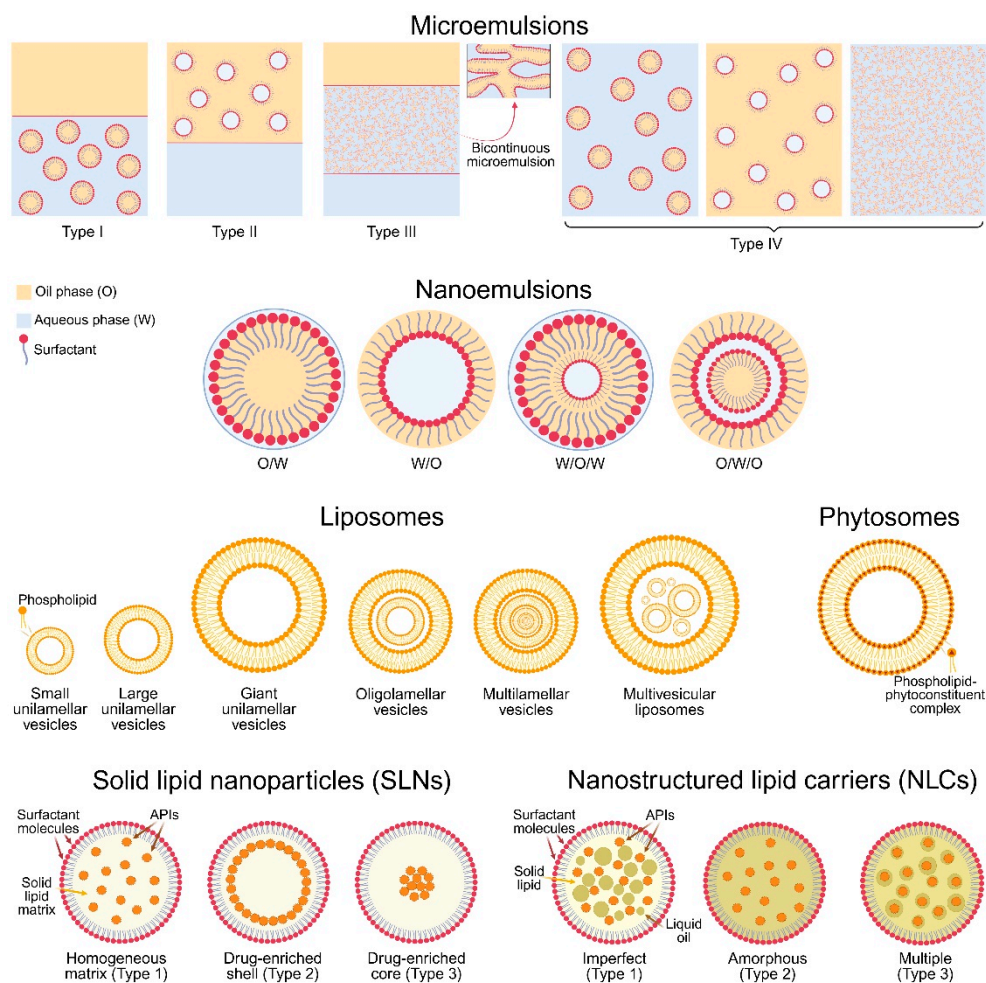 Microemulsions
Bicontinuous
microemulsion
Type I
Type II
Type III
Type IV
Oil phase (O)
Aqueous phase (W)
Surfactant
Nanoemulsions
O/W
W/O
W/O/W
O/W/O
Liposomes
Phytosomes
Phospholipid
Small
unilamellar
vesicles
Large
unilamellar
vesicles
Giant
unilamellar vesicles
Oligolamellar
vesicles
Multilamellar
vesicles
Multivesicular
liposomes
Phospholipid-
phytoconstituent
complex
Solid lipid nanoparticles (SLNs)
Surfactant
molecules
APIs
Solid
lipid
matrix
Homogeneous
matrix (Type 1)
Drug-enriched
shell (Type 2)
Drug-enriched
core (Type 3)
Nanostructured lipid carriers (NLCs)
Surfactant
molecules
APIs
Solid
lipid
Liquid
oil
Imperfect
(Type 1)
Amorphous
(Type 2)
Multiple
(Type 3)